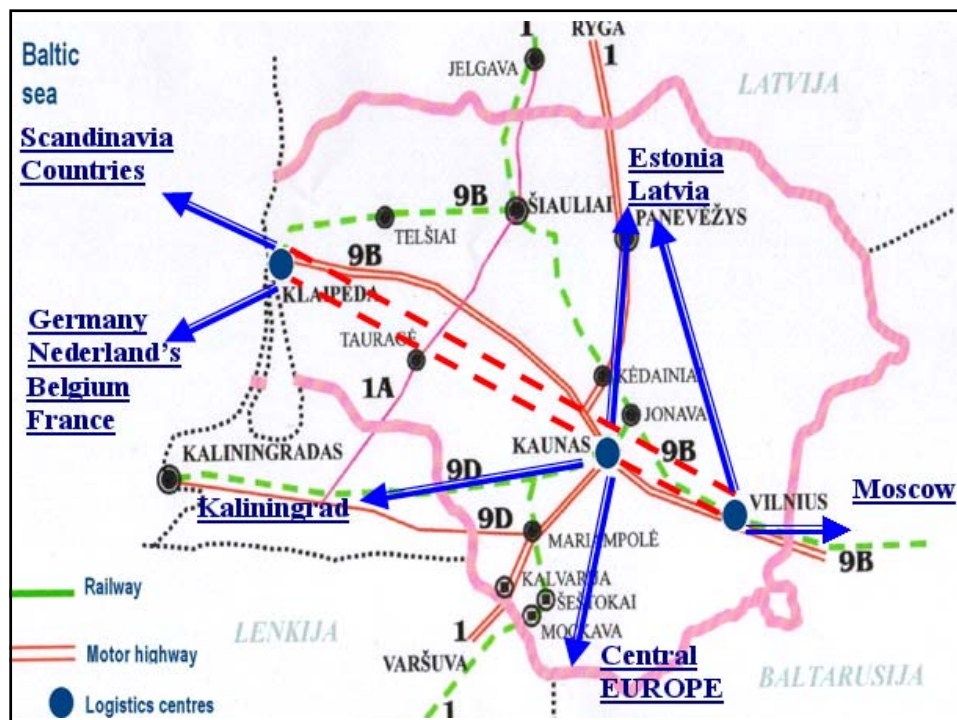 1
RYGA
1
Baltic
sea
JELGAVA
LATVIJA
Scandinavia
Countries
Estonia
Latvia
9B
ŠIAULIAI
PANEVĖŽYS
TELŠIAI
9B
KLAIPĖDA
Germany
Nederland's
Belgium
France
TAURAGĖ
1A
KĖDAINIAI
JONAVA
KAUNAS
9B
KALININGRADAS
9D
Kaliningrad
VILNIUS
Moscow
9D
MARIAMPOLĖ
9B
KALVARIJA
ŠEŠTOKAI
MOCKAVA
Railway
LENKIJA
1
VARŠUVA
Motor highway
Central
EUROPE
BALTARUSIJA
Logistics centres
1